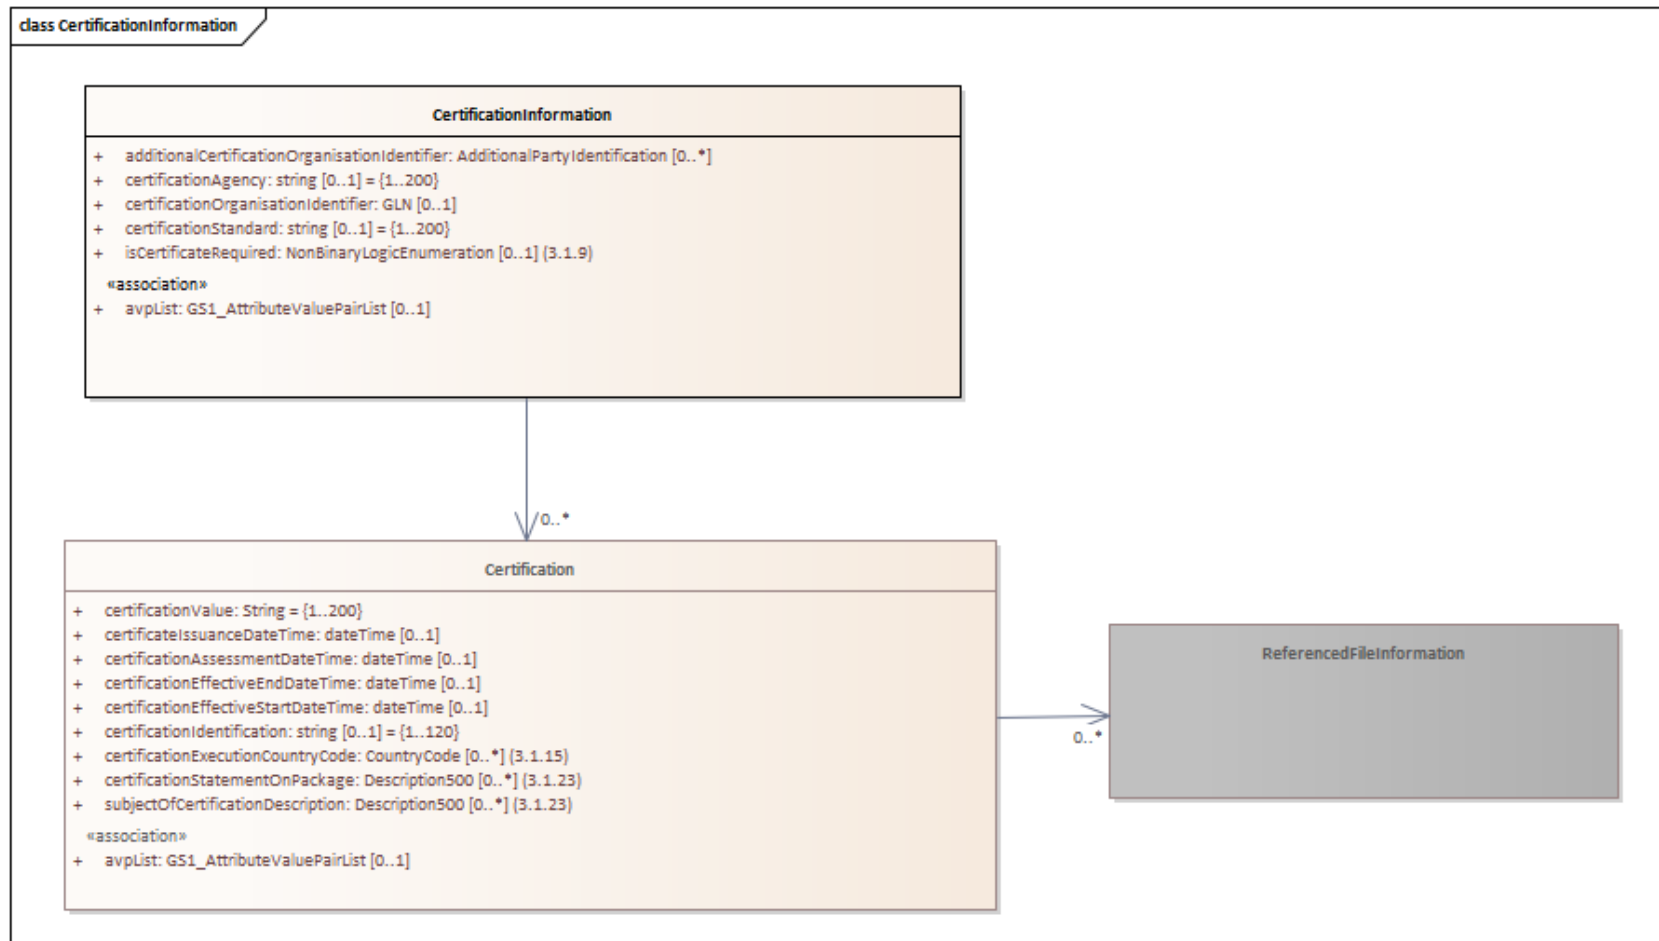 class CertificationInformation
CertificationInformation
+ additionalCertificationOrganisationIdentifier: AdditionalPartyIdentification [0..*]
+ certificationAgency: string [0..1] = {1..200}
+ certificationOrganisationIdentifier: GLN [0..1]
+ certificationStandard: string [0..1] = {1..200}
+ isCertificateRequired: NonBinaryLogicEnumeration [0..1] (3.1.9)
«association»
+ avpList: GS1_AttributeValuePairList [0..1]
0..*
Certification
+ certificationValue: String = {1..200}
+ certificateIssuanceDateTime: dateTime [0..1]
+ certificationAssessmentDateTime: dateTime [0..1]
+ certificationEffectiveEndDateTime: dateTime [0..1]
+ certificationEffectiveStartDateTime: dateTime [0..1]
+ certificationIdentification: string [0..1] = {1..120}
+ certificationExecutionCountryCode: CountryCode [0..*] (3.1.15)
+ certificationStatementOnPackage: Description500 [0..*] (3.1.23)
+ subjectOfCertificationDescription: Description500 [0..*] (3.1.23)
«association»
+ avpList: GS1_AttributeValuePairList [0..1]
0..*
ReferencedFileInformation